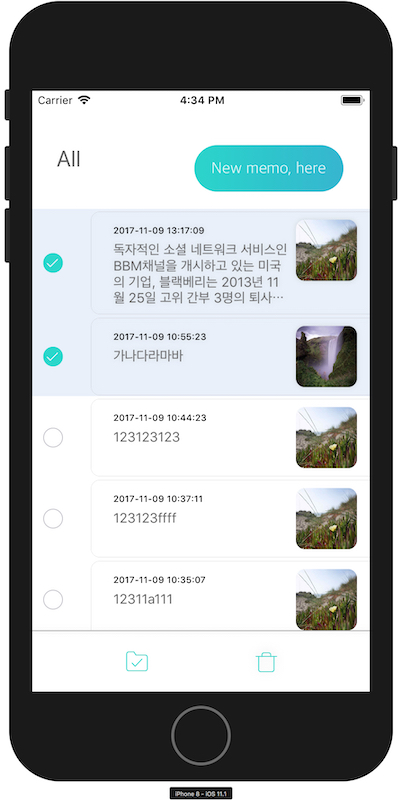 Carrier
4:34 PM
All
New memo, here
2017-11-09 13:17:09
독자적인 소셜 네트워크 서비스인
BBM채널을 개시하고 있는 미국
의 기업, 블랙베리는 2013년 11
월 25일 고위 간부 3명의 퇴사…
2017-11-09 10:55:23
가나다라마바
2017-11-09 10:44:23
123123123
2017-11-09 10:37:11
123123ffff
2017-11-09 10:35:07
12311a111
iPhone 8 - iOS 11.1